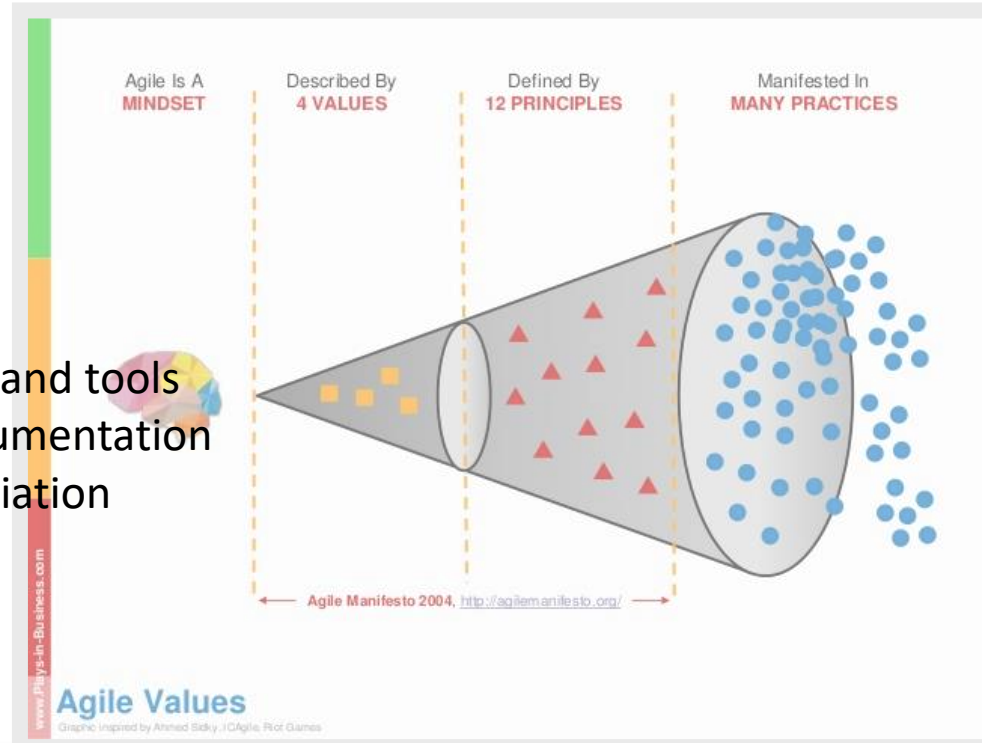 Agile Is A
MINDSET
Described By
4 VALUES
Defined By
12 PRINCIPLES
Manifested In
MANY PRACTICES
and tools
umentation
iation
Agile Manifesto 2004, http://agilemanifesto.org/
www.Plays-in-Business.com
Agile Values
Graphic inspired by Ahmed Sidky, ICAgile, Riot Games